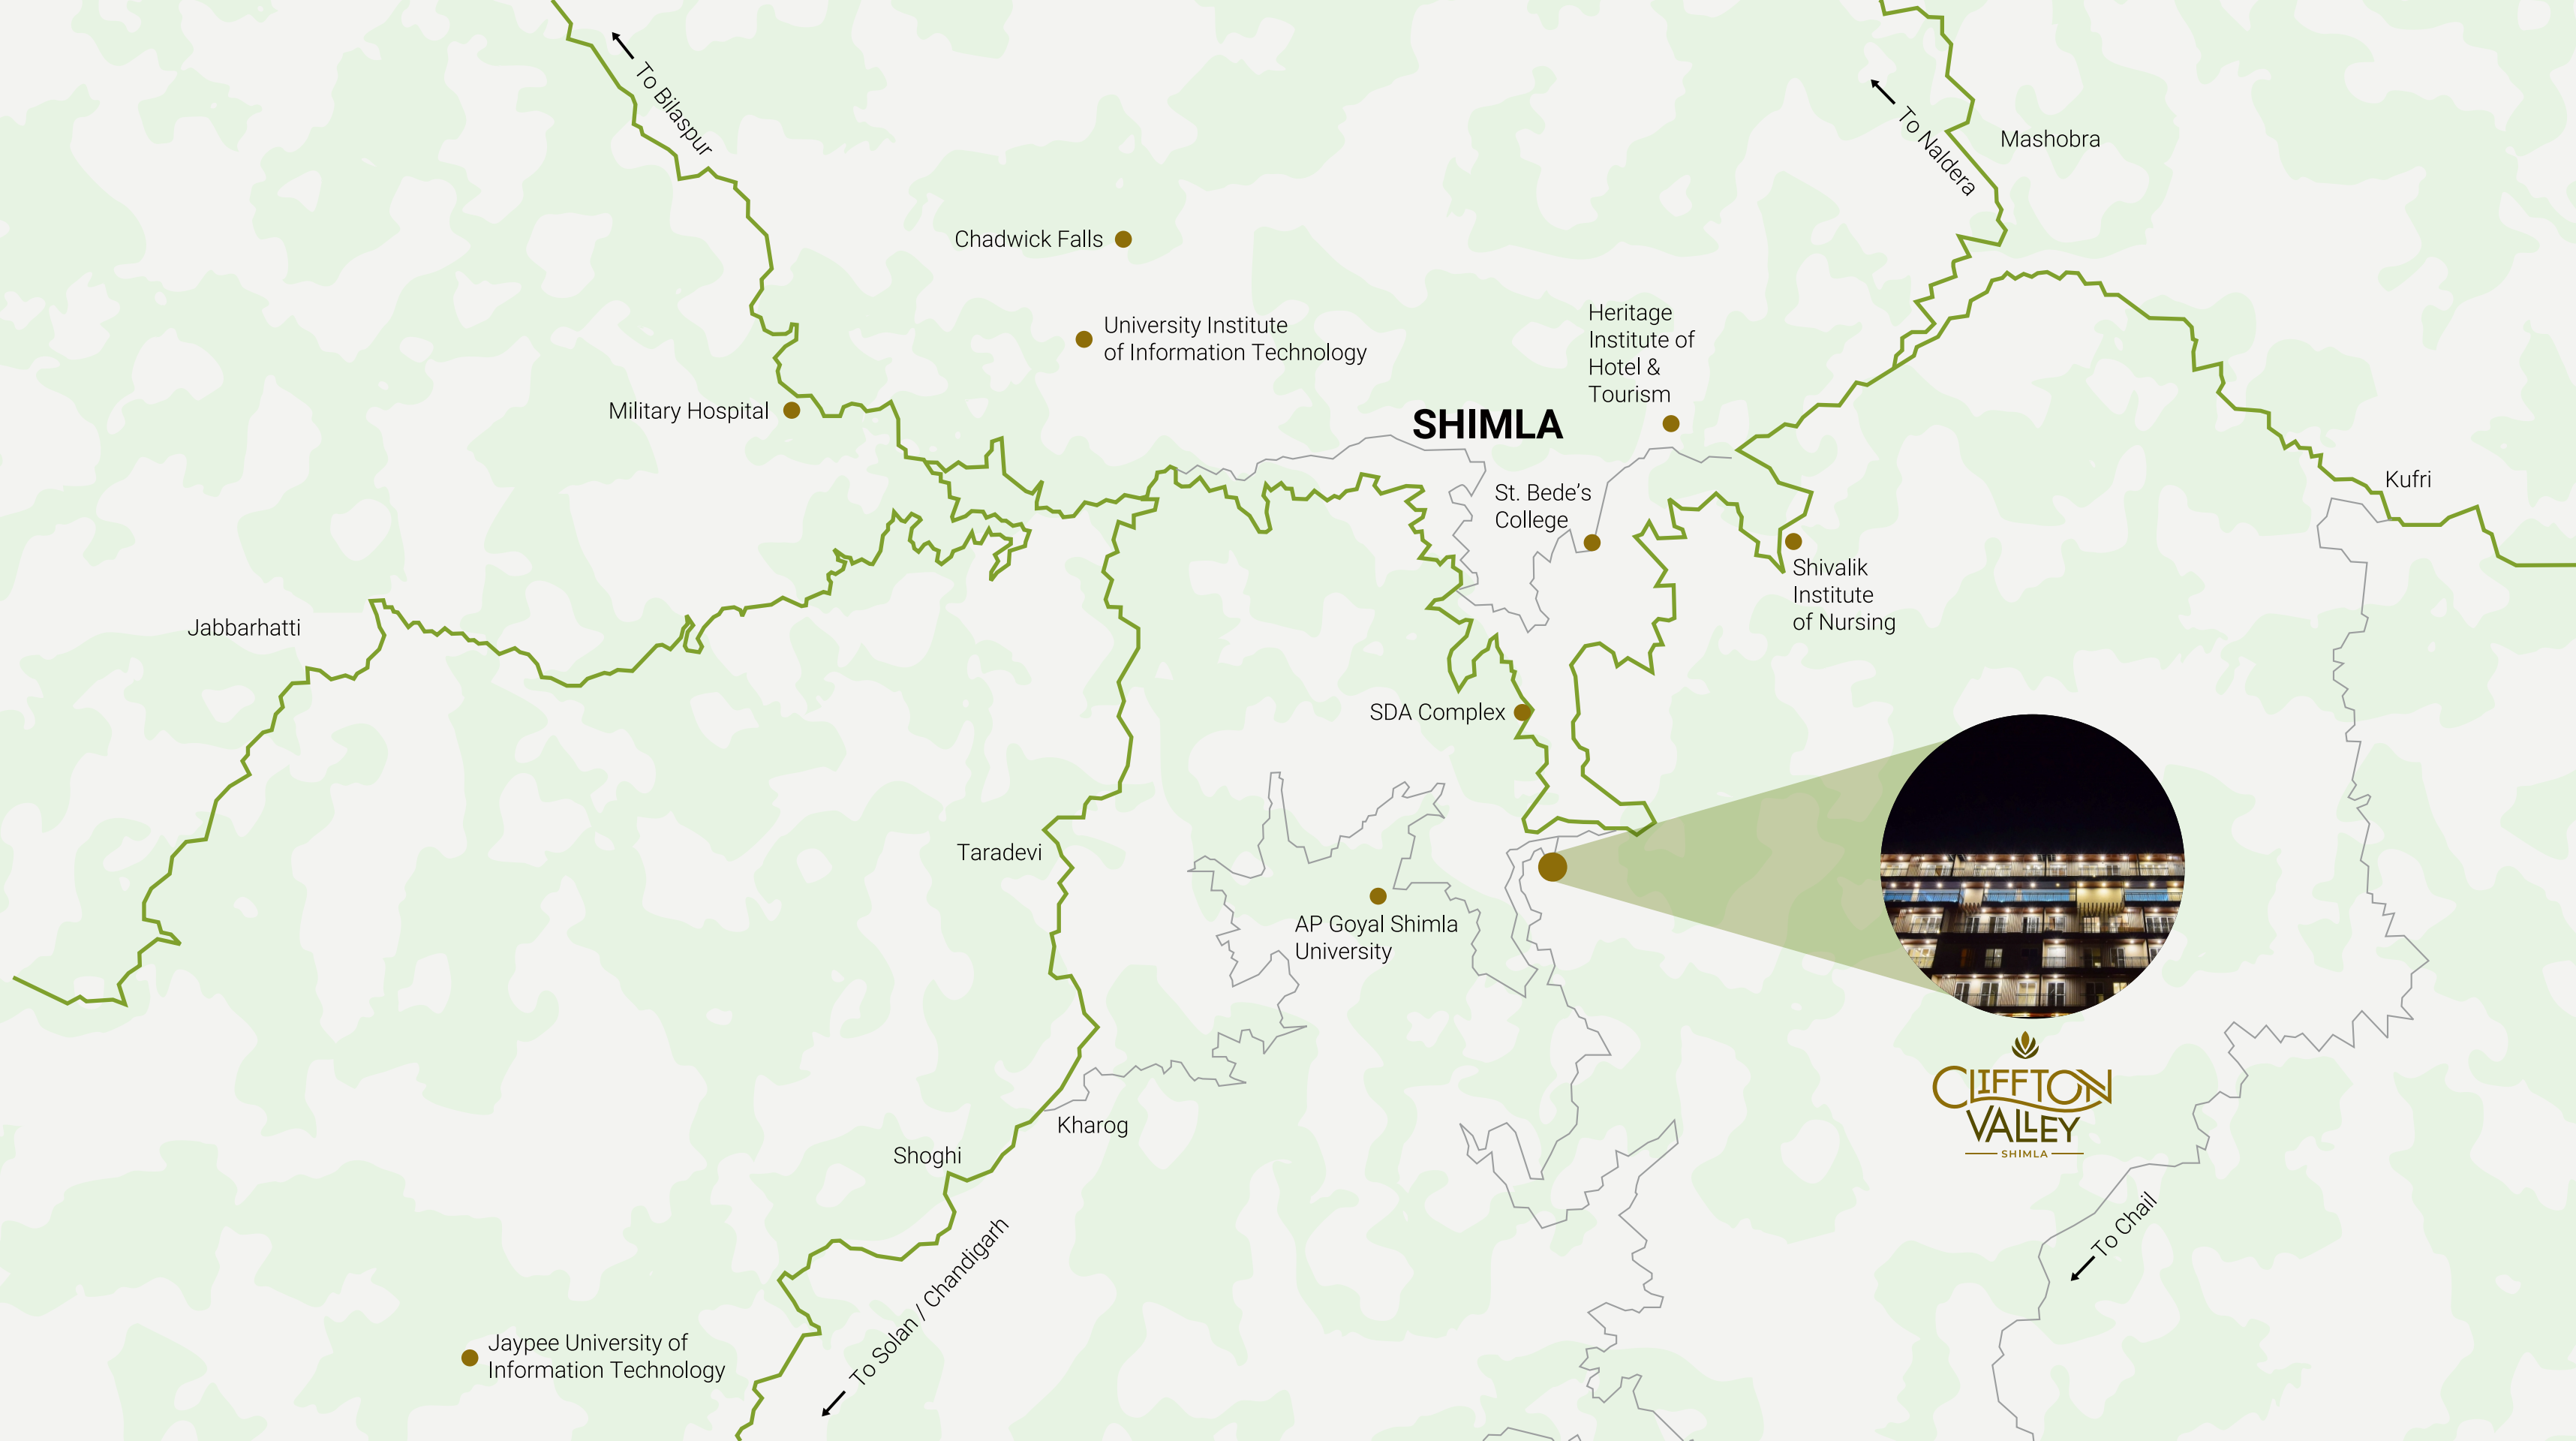 To Bilaspur
To Naldera
Mashobra
Chadwick Falls
University Institute
of Information Technology
Heritage
Institute of
Hotel &
Tourism
Military Hospital
SHIMLA
Kufri
St. Bede's
College
Shivalik
Institute
of Nursing
Jabbarhatti
SDA Complex
Taradevi
AP Goyal Shimla
University
CLIFFTON
VALLEY
SHIMLA
Kharog
Shoghi
To Chail
To Solan / Chandigarh
Jaypee University of
Information Technology